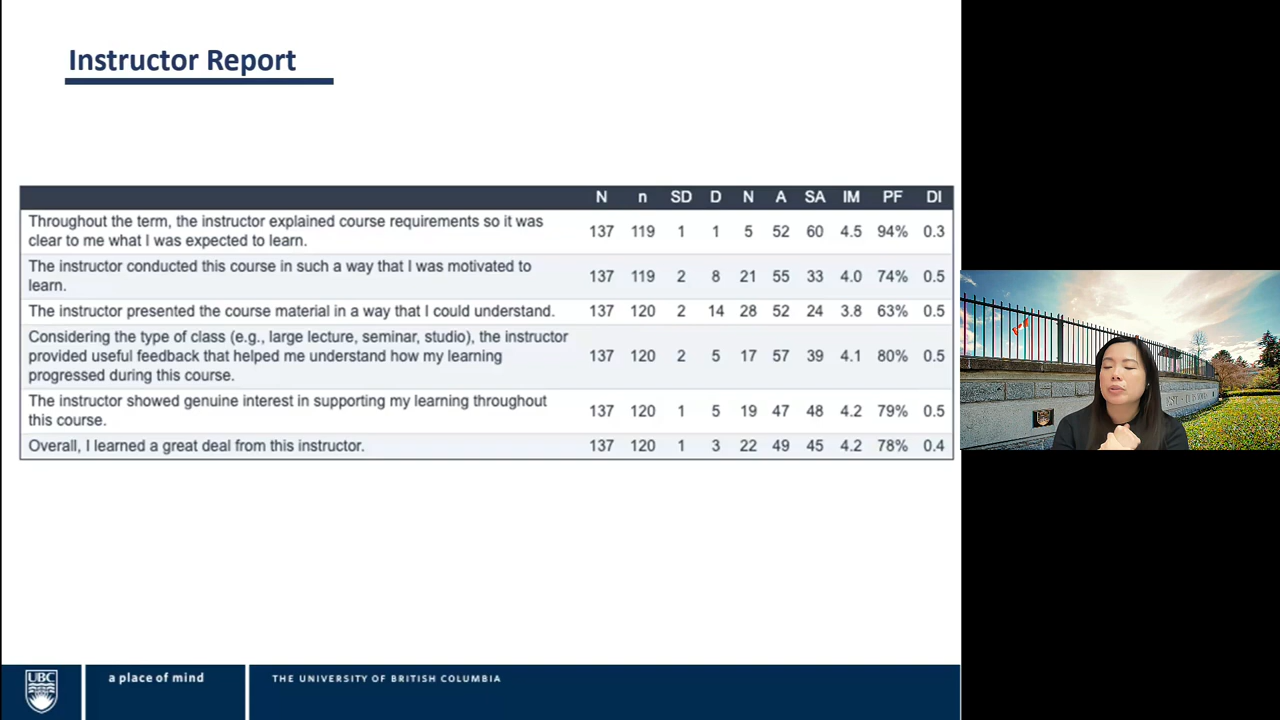 Instructor Report
N n SD D N A SA IM PF DI
Throughout the term, the instructor explained course requirements so it was
clear to me what I was expected to learn.
137 119 1 1 5 52 60 4.5 94% 0.3
The instructor conducted this course in such a way that I was motivated to
learn.
137 119 2 8 21 55 33 4.0 74% 0.5
The instructor presented the course material in a way that I could understand. 137 120 2 14 28 52 24 3.8 63% 0.5
Considering the type of class (e.g., large lecture, seminar, studio), the instructor
provided useful feedback that helped me understand how my learning
progressed during this course.
137 120 2 5 17 57 39 4.1 80% 0.5
The instructor showed genuine interest in supporting my learning throughout
this course.
137 120 1 5 19 47 48 4.2 79% 0.5
Overall, I learned a great deal from this instructor. 137 120 1 3 22 49 45 4.2 78% 0.4
UBC
a place of mind
THE UNIVERSITY OF BRITISH COLUMBIA